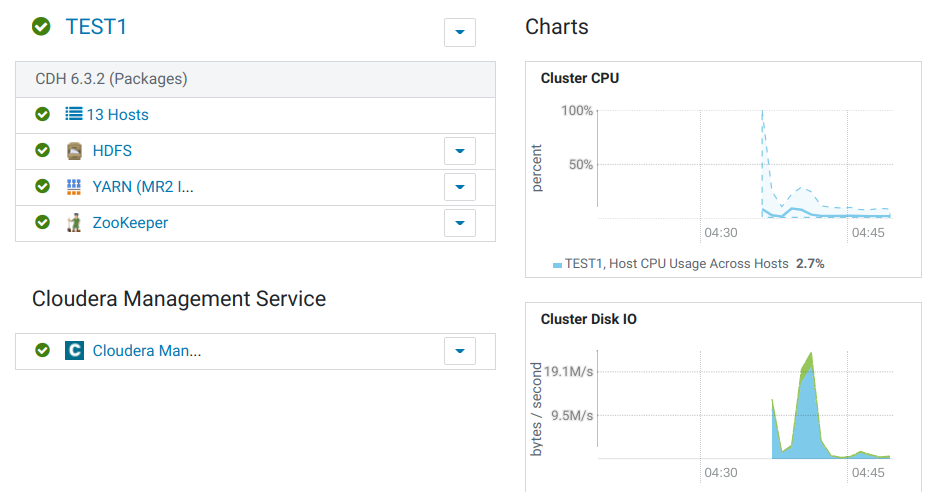 TEST1
CDH 6.3.2 (Packages)
13 Hosts
HDFS
YARN (MR2 I...
ZooKeeper
Cloudera Management Service
C Cloudera Man...
Charts
Cluster CPU
percent
100%
50%
04:30
04:45
TEST1, Host CPU Usage Across Hosts 2.7%
Cluster Disk IO
bytes / second
19.1M/s
9.5M/s
04:30
04:45